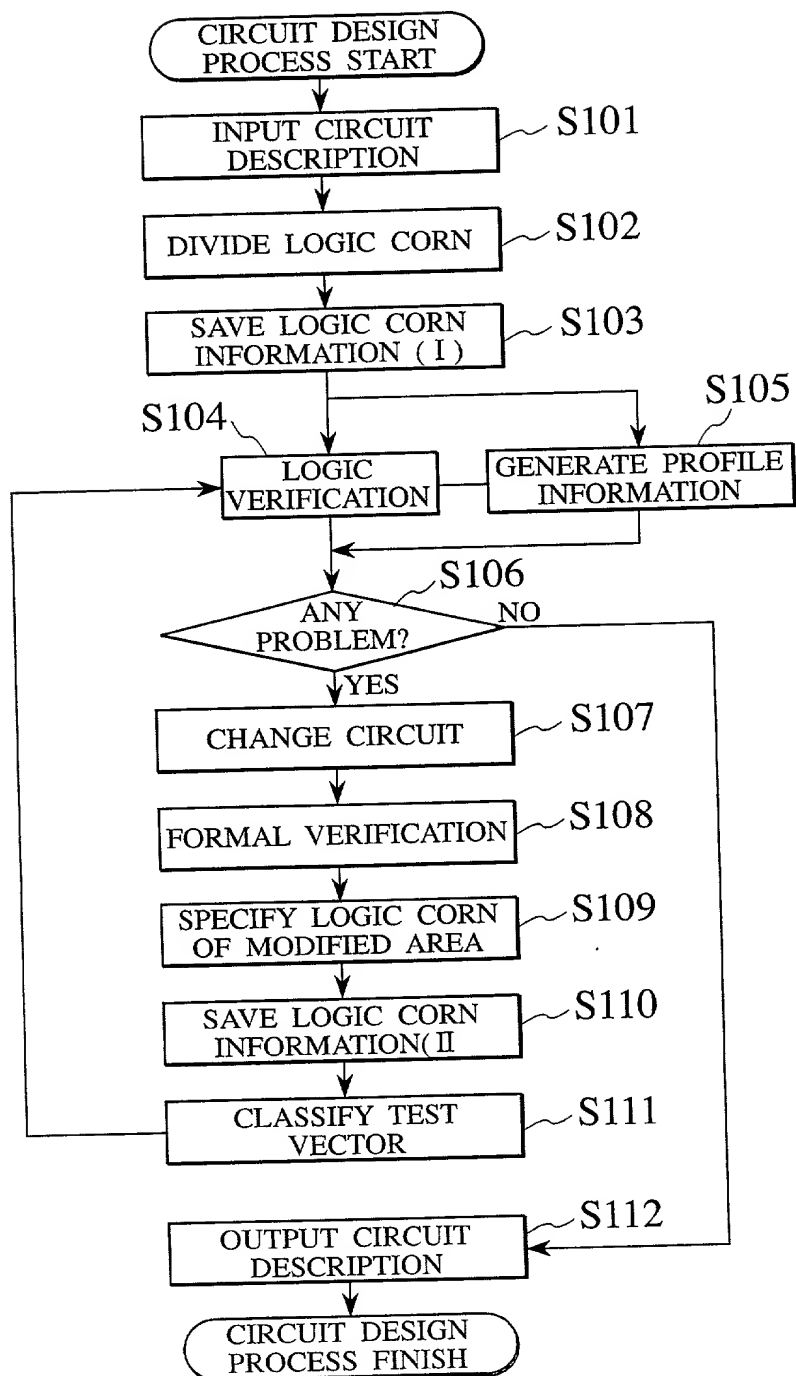 CIRCUIT DESIGN
PROCESS START
INPUT CIRCUIT
DESCRIPTION
S101
DIVIDE LOGIC CORN
S102
SAVE LOGIC CORN
INFORMATION (I)
S103
S104
LOGIC
VERIFICATION
S105
GENERATE PROFILE
INFORMATION
S106
ANY
PROBLEM?
NO
YES
CHANGE CIRCUIT
S107
FORMAL VERIFICATION
S108
SPECIFY LOGIC CORN
OF MODIFIED AREA
S109
SAVE LOGIC CORN
INFORMATION(II
S110
CLASSIFY TEST
VECTOR
S111
OUTPUT CIRCUIT
DESCRIPTION
S112
CIRCUIT DESIGN
PROCESS FINISH